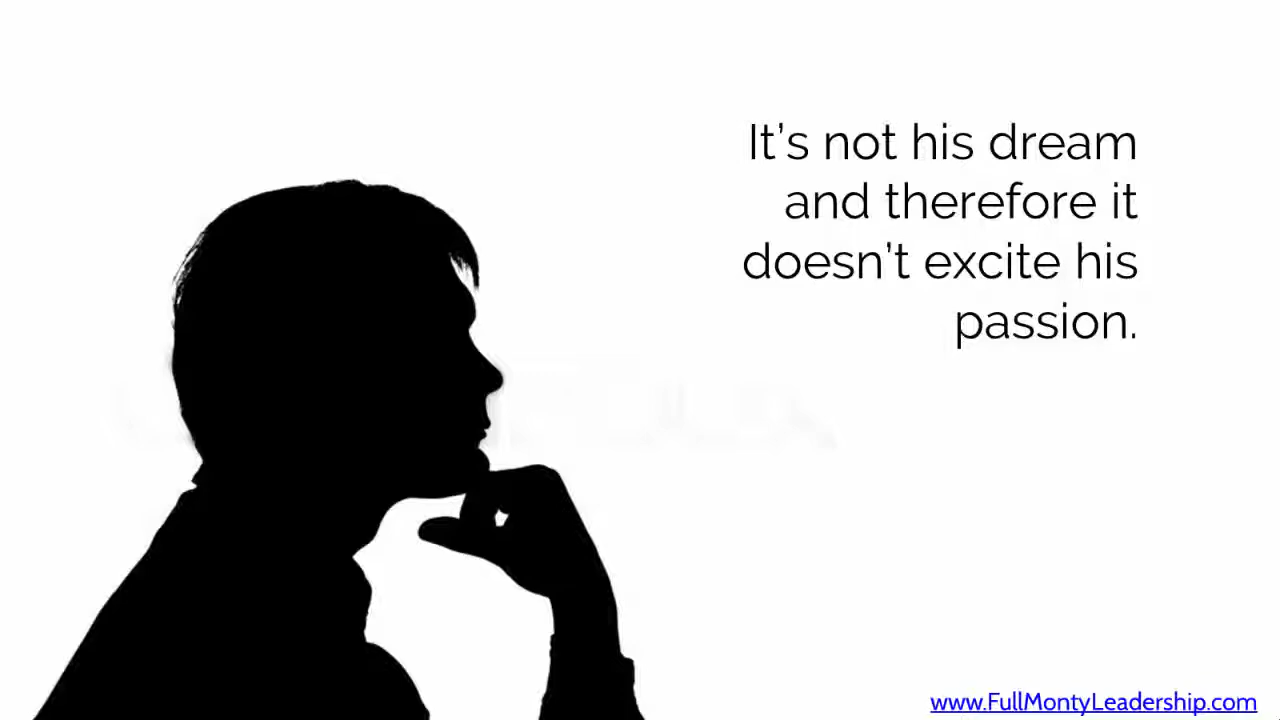 It’s not his dream
and therefore it
doesn’t excite his
passion.
www.FullMontyLeadership.com